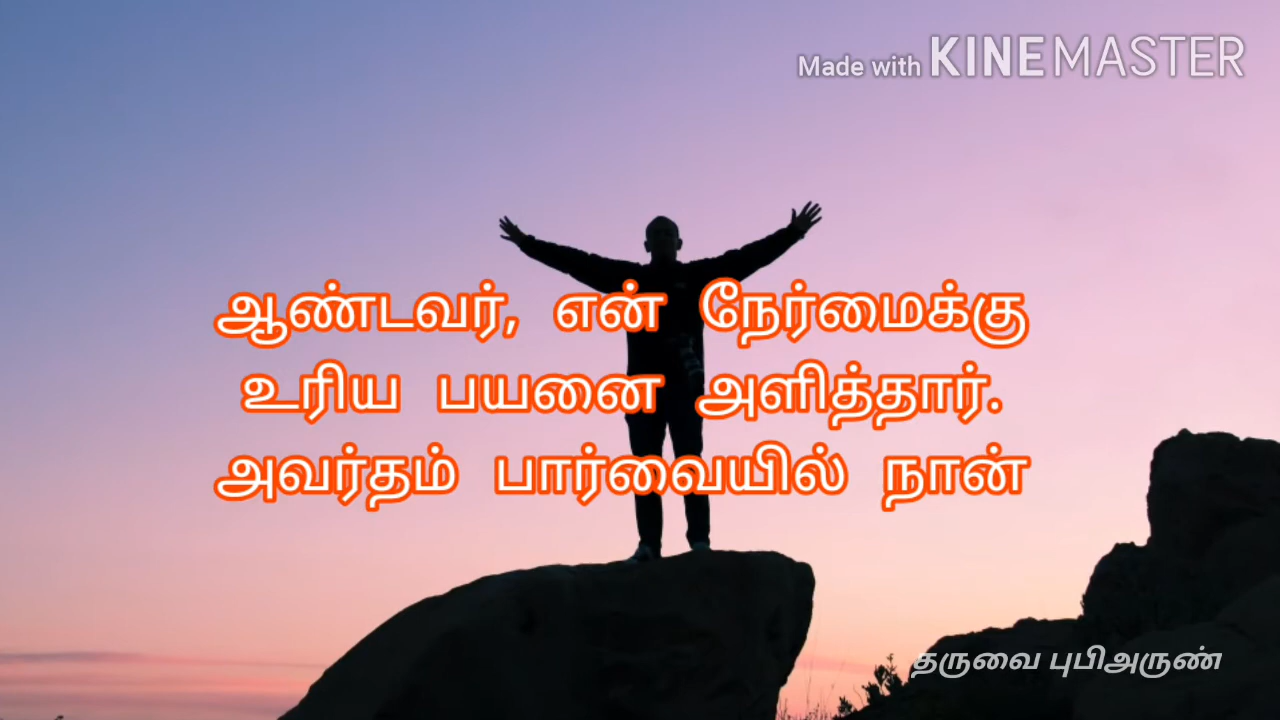 Made with KINEMASTER
ஆண்டவர், என் நேர்மைக்கு
உரிய பயனை அளித்தார்.
அவர்தம் பார்வையில் நான்
தருவை புபிஅருண்